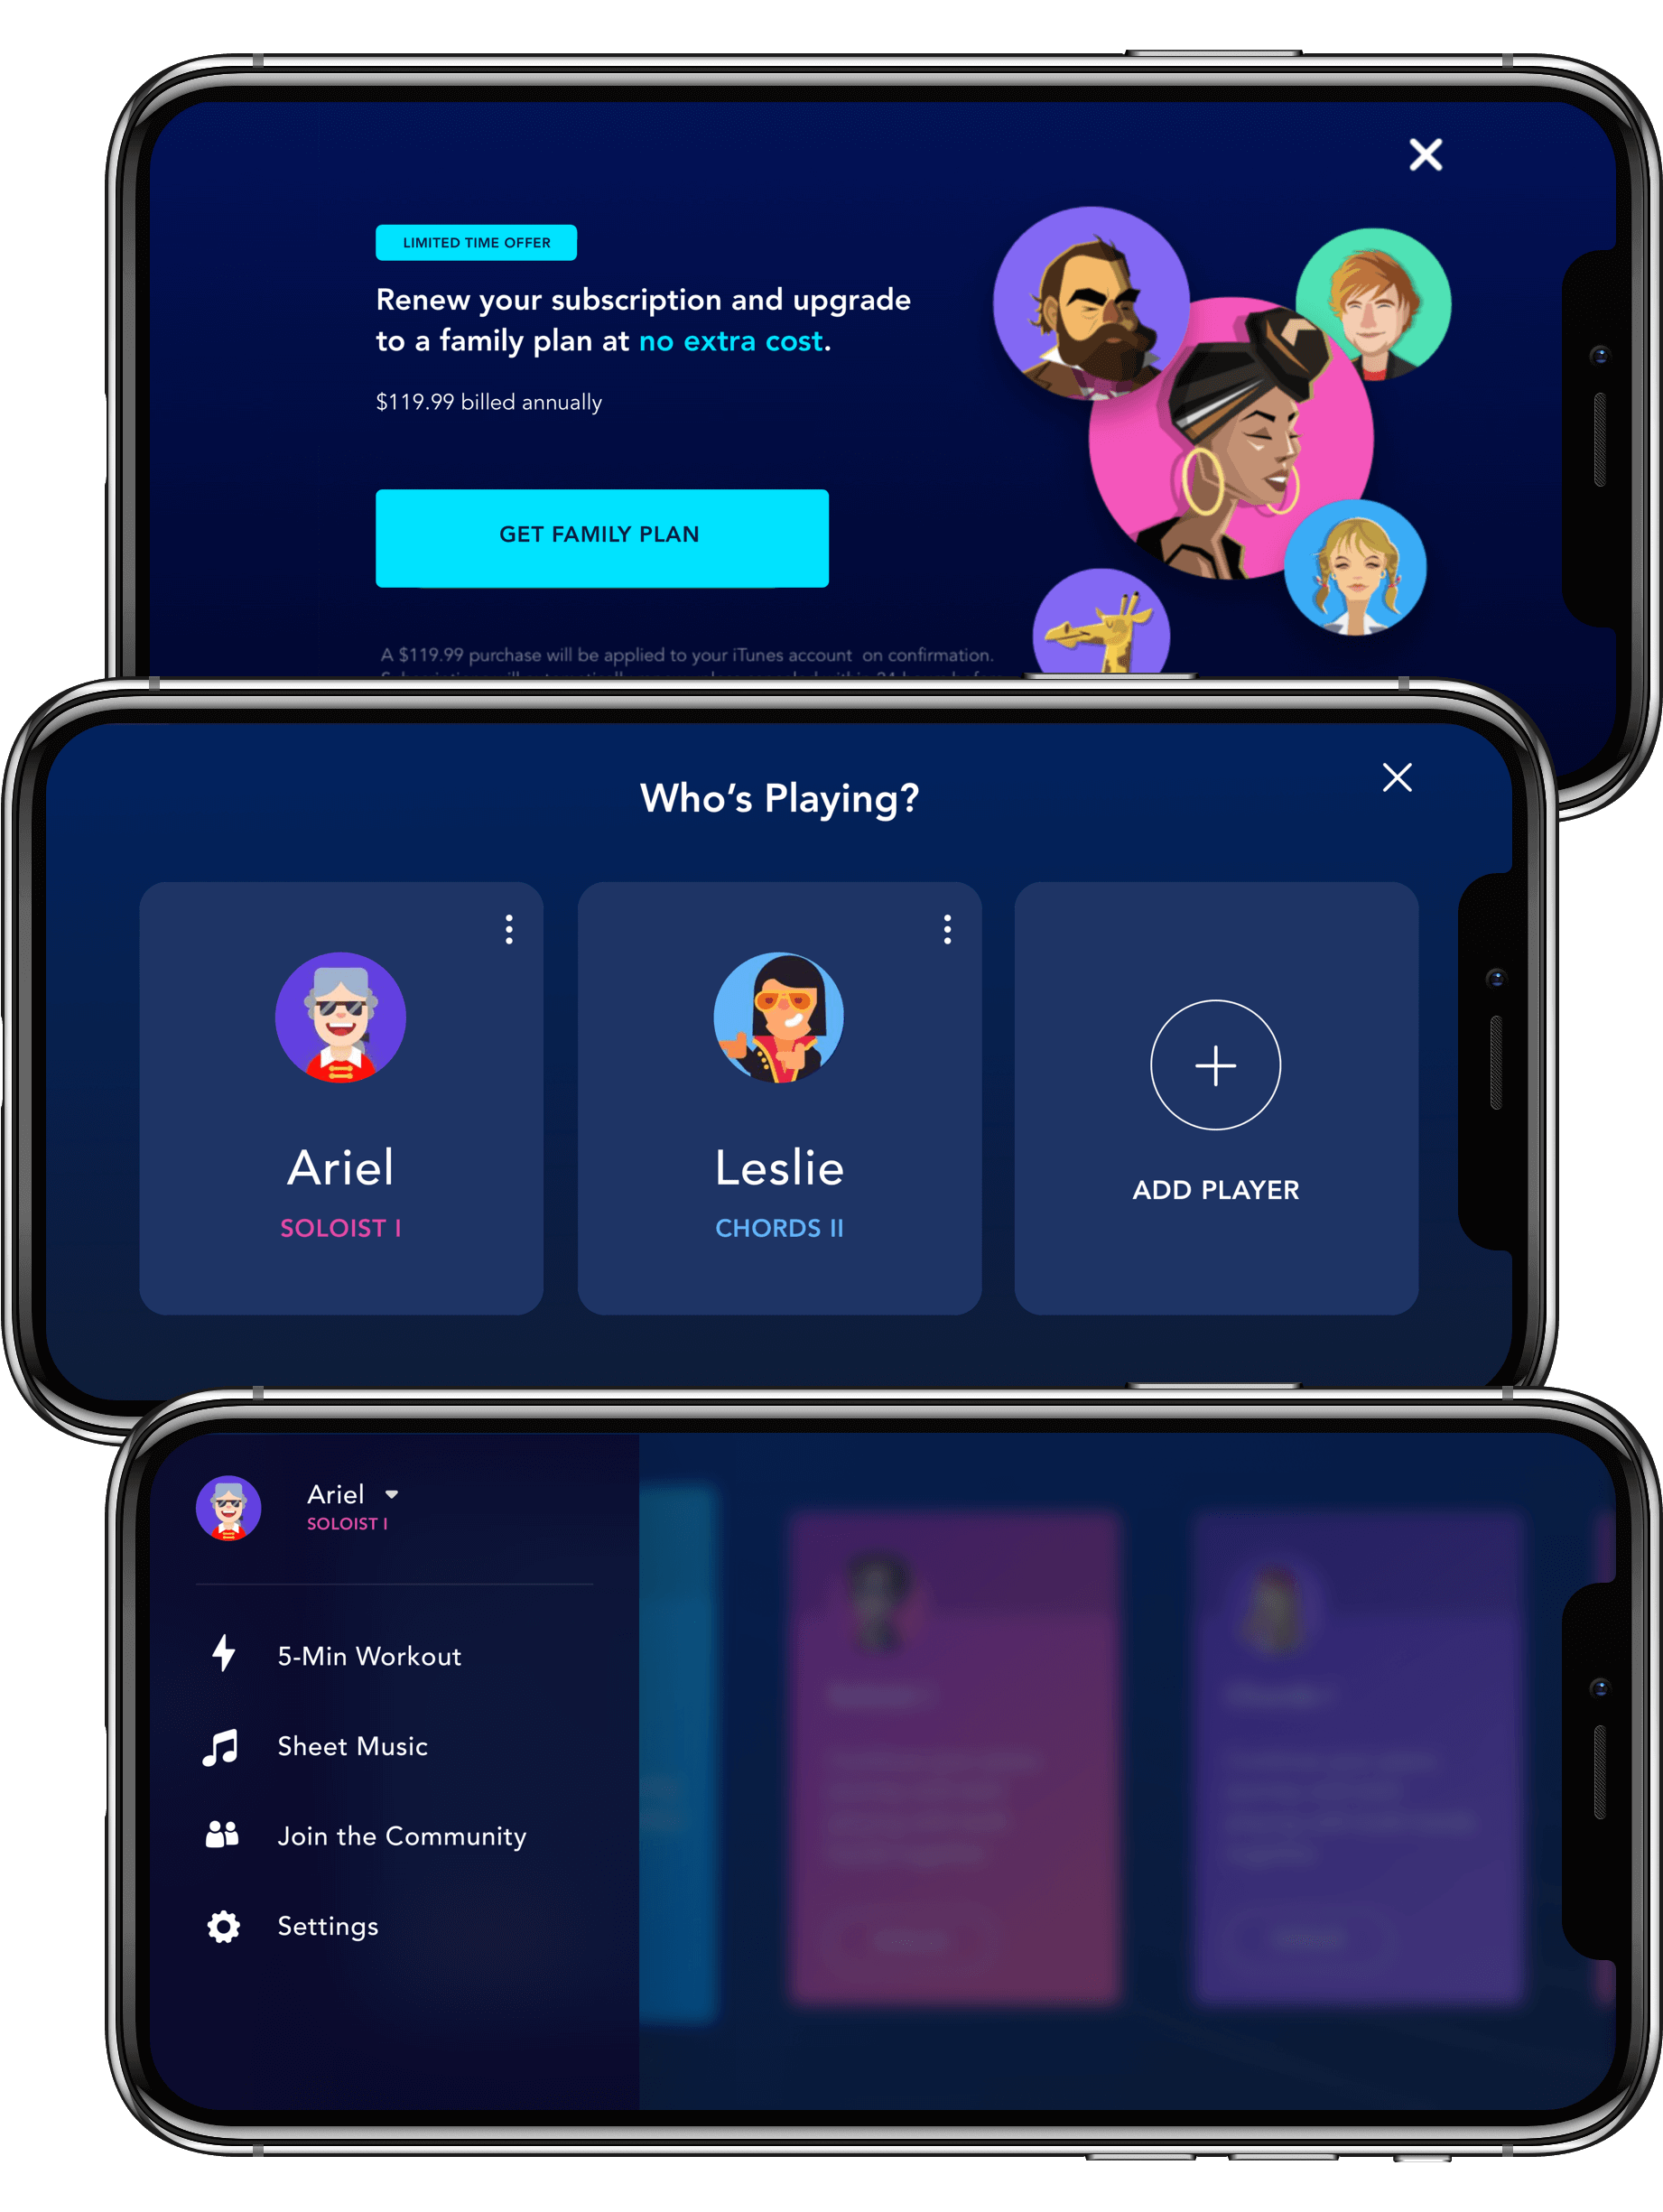 LIMITED TIME OFFER
Renew your subscription and upgrade
to a family plan at no extra cost.
$119.99 billed annually
GET FAMILY PLAN
A $119.99 purchase will be applied to your iTunes account on confirmation.
Who's Playing?
Ariel
SOLOIST I
Leslie
CHORDS II
ADD PLAYER
Ariel
SOLOIST I
5-Min Workout
Sheet Music
Join the Community
Settings